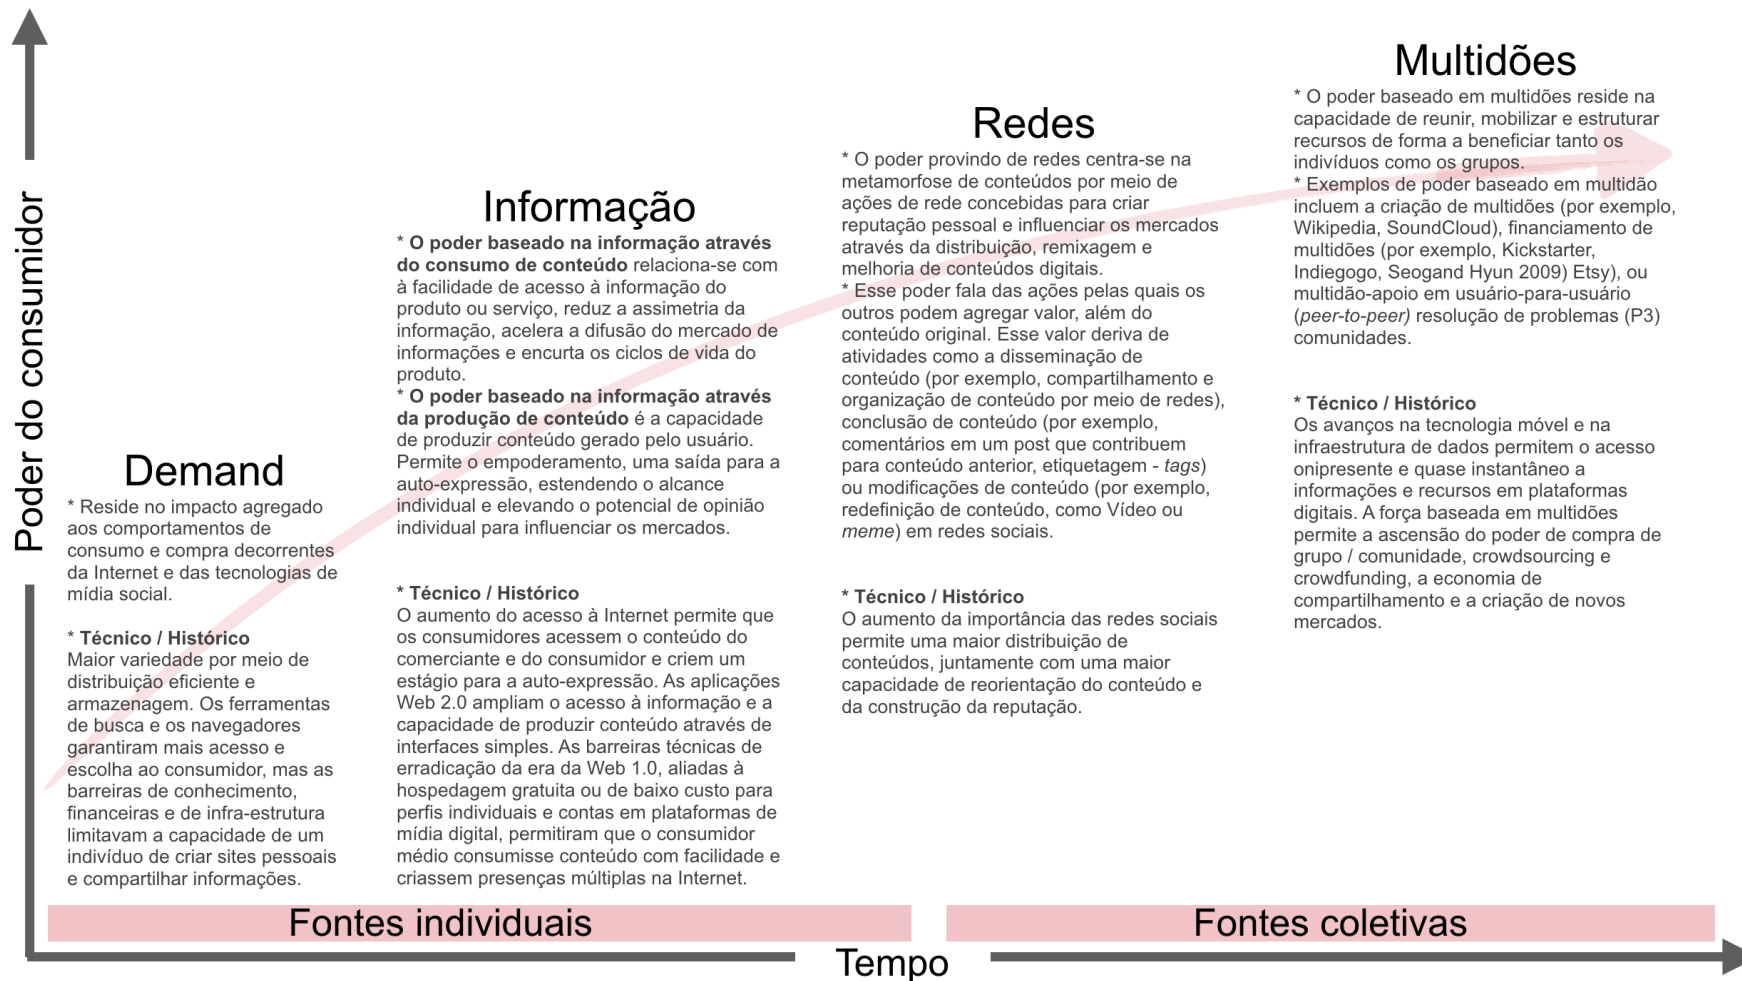 Poder do consumidor
Demand
* Reside no impacto agregado
aos comportamentos de
consumo e compra decorrentes
da Internet e das tecnologias de
mídia social.
* Técnico / Histórico
Maior variedade por meio de
distribuição eficiente e
armazenagem. Os ferramentas
de busca e os navegadores
garantiram mais acesso e
escolha ao consumidor, mas as
barreiras de conhecimento,
financeiras e de infra-estrutura
limitavam a capacidade de um
indivíduo de criar sites pessoais
e compartilhar informações.
Informação
* O poder baseado na informação através
do consumo de conteúdo relaciona-se com
à facilidade de acesso à informação do
produto ou serviço, reduz a assimetria da
informação, acelera a difusão do mercado de
informações e encurta os ciclos de vida do
produto.
* O poder baseado na informação através
da produção de conteúdo é a capacidade
de produzir conteúdo gerado pelo usuário.
Permite o empoderamento, uma saída para a
auto-expressão, estendendo o alcance
individual e elevando o potencial de opinião
individual para influenciar os mercados.
* Técnico / Histórico
O aumento do acesso à Internet permite que
os consumidores acessem o conteúdo do
comerciante e do consumidor e criem um
estágio para a auto-expressão. As aplicações
Web 2.0 ampliam o acesso à informação e a
capacidade de produzir conteúdo através de
interfaces simples. As barreiras técnicas de
erradicação da era da Web 1.0, aliadas à
hospedagem gratuita ou de baixo custo para
perfis individuais e contas em plataformas de
mídia digital, permitiram que o consumidor
médio consumisse conteúdo com facilidade e
criassem presenças múltiplas na Internet.
Redes
* O poder provindo de redes centra-se na
metamorfose de conteúdos por meio de
ações de rede concebidas para criar
reputação pessoal e influenciar os mercados
através da distribuição, remixagem e
melhoria de conteúdos digitais.
* Esse poder fala das ações pelas quais os
outros podem agregar valor, além do
conteúdo original. Esse valor deriva de
atividades como a disseminação de
conteúdo (por exemplo, compartilhamento e
organização de conteúdo por meio de redes),
conclusão de conteúdo (por exemplo,
comentários em um post que contribuem
para conteúdo anterior, etiquetagem - tags)
ou modificações de conteúdo (por exemplo,
redefinição de conteúdo, como Vídeo ou
meme) em redes sociais.
* Técnico / Histórico
O aumento da importância das redes sociais
permite uma maior distribuição de
conteúdos, juntamente com uma maior
capacidade de reorientação do conteúdo e
da construção da reputação.
Multidões
* O poder baseado em multidões reside na
capacidade de reunir, mobilizar e estruturar
recursos de forma a beneficiar tanto os
indivíduos como os grupos.
* Exemplos de poder baseado em multidão
incluem a criação de multidões (por exemplo,
Wikipedia, SoundCloud), financiamento de
multidões (por exemplo, Kickstarter,
Indiegogo, Seogand Hyun 2009) Etsy), ou
multidão-apoio em usuário-para-usuário
(peer-to-peer) resolução de problemas (P3)
comunidades.
* Técnico / Histórico
Os avanços na tecnologia móvel e na
infraestrutura de dados permitem o acesso
onipresente e quase instantâneo a
informações e recursos em plataformas
digitais. A força baseada em multidões
permite a ascensão do poder de compra de
grupo / comunidade, crowdsourcing e
crowdfunding, a economia de
compartilhamento e a criação de novos
mercados.
Fontes individuais
Fontes coletivas
Tempo